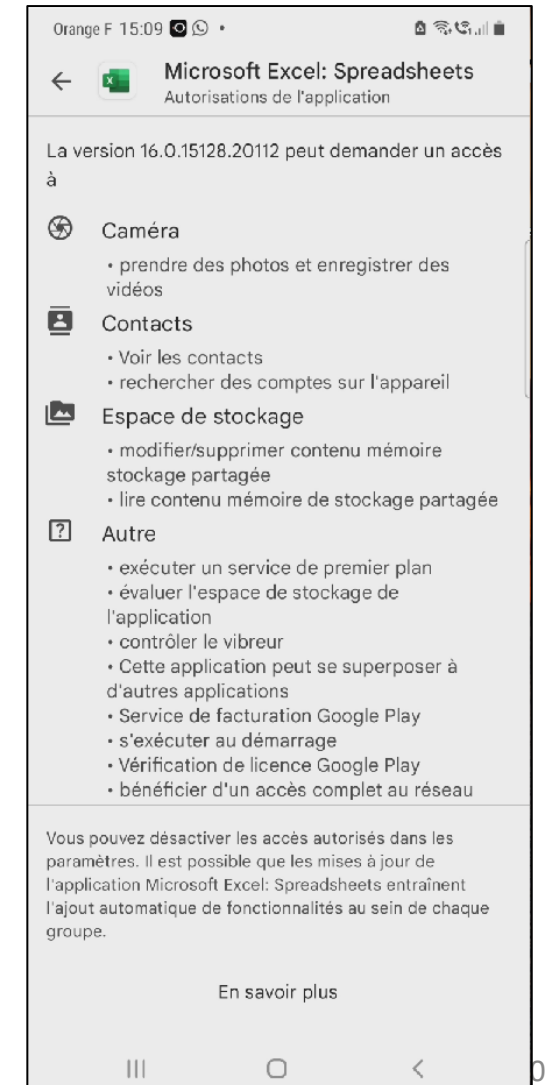 Orange F 15:09
Microsoft Excel: Spreadsheets
Autorisations de l'application
La version 16.0.15128.20112 peut demander un accès
à
Caméra
• prendre des photos et enregistrer des
vidéos
Contacts
• Voir les contacts
• rechercher des comptes sur l'appareil
Espace de stockage
• modifier/supprimer contenu mémoire
stockage partagée
• lire contenu mémoire de stockage partagée
Autre
• exécuter un service de premier plan
• évaluer l'espace de stockage de
l'application
• contrôler le vibreur
• Cette application peut se superposer à
d'autres applications
• Service de facturation Google Play
• s'exécuter au démarrage
• Vérification de licence Google Play
• bénéficier d'un accès complet au réseau
Vous pouvez désactiver les accès autorisés dans les
paramètres. Il est possible que les mises à jour de
l'application Microsoft Excel: Spreadsheets entraînent
l'ajout automatique de fonctionnalités au sein de chaque
groupe.
En savoir plus
0